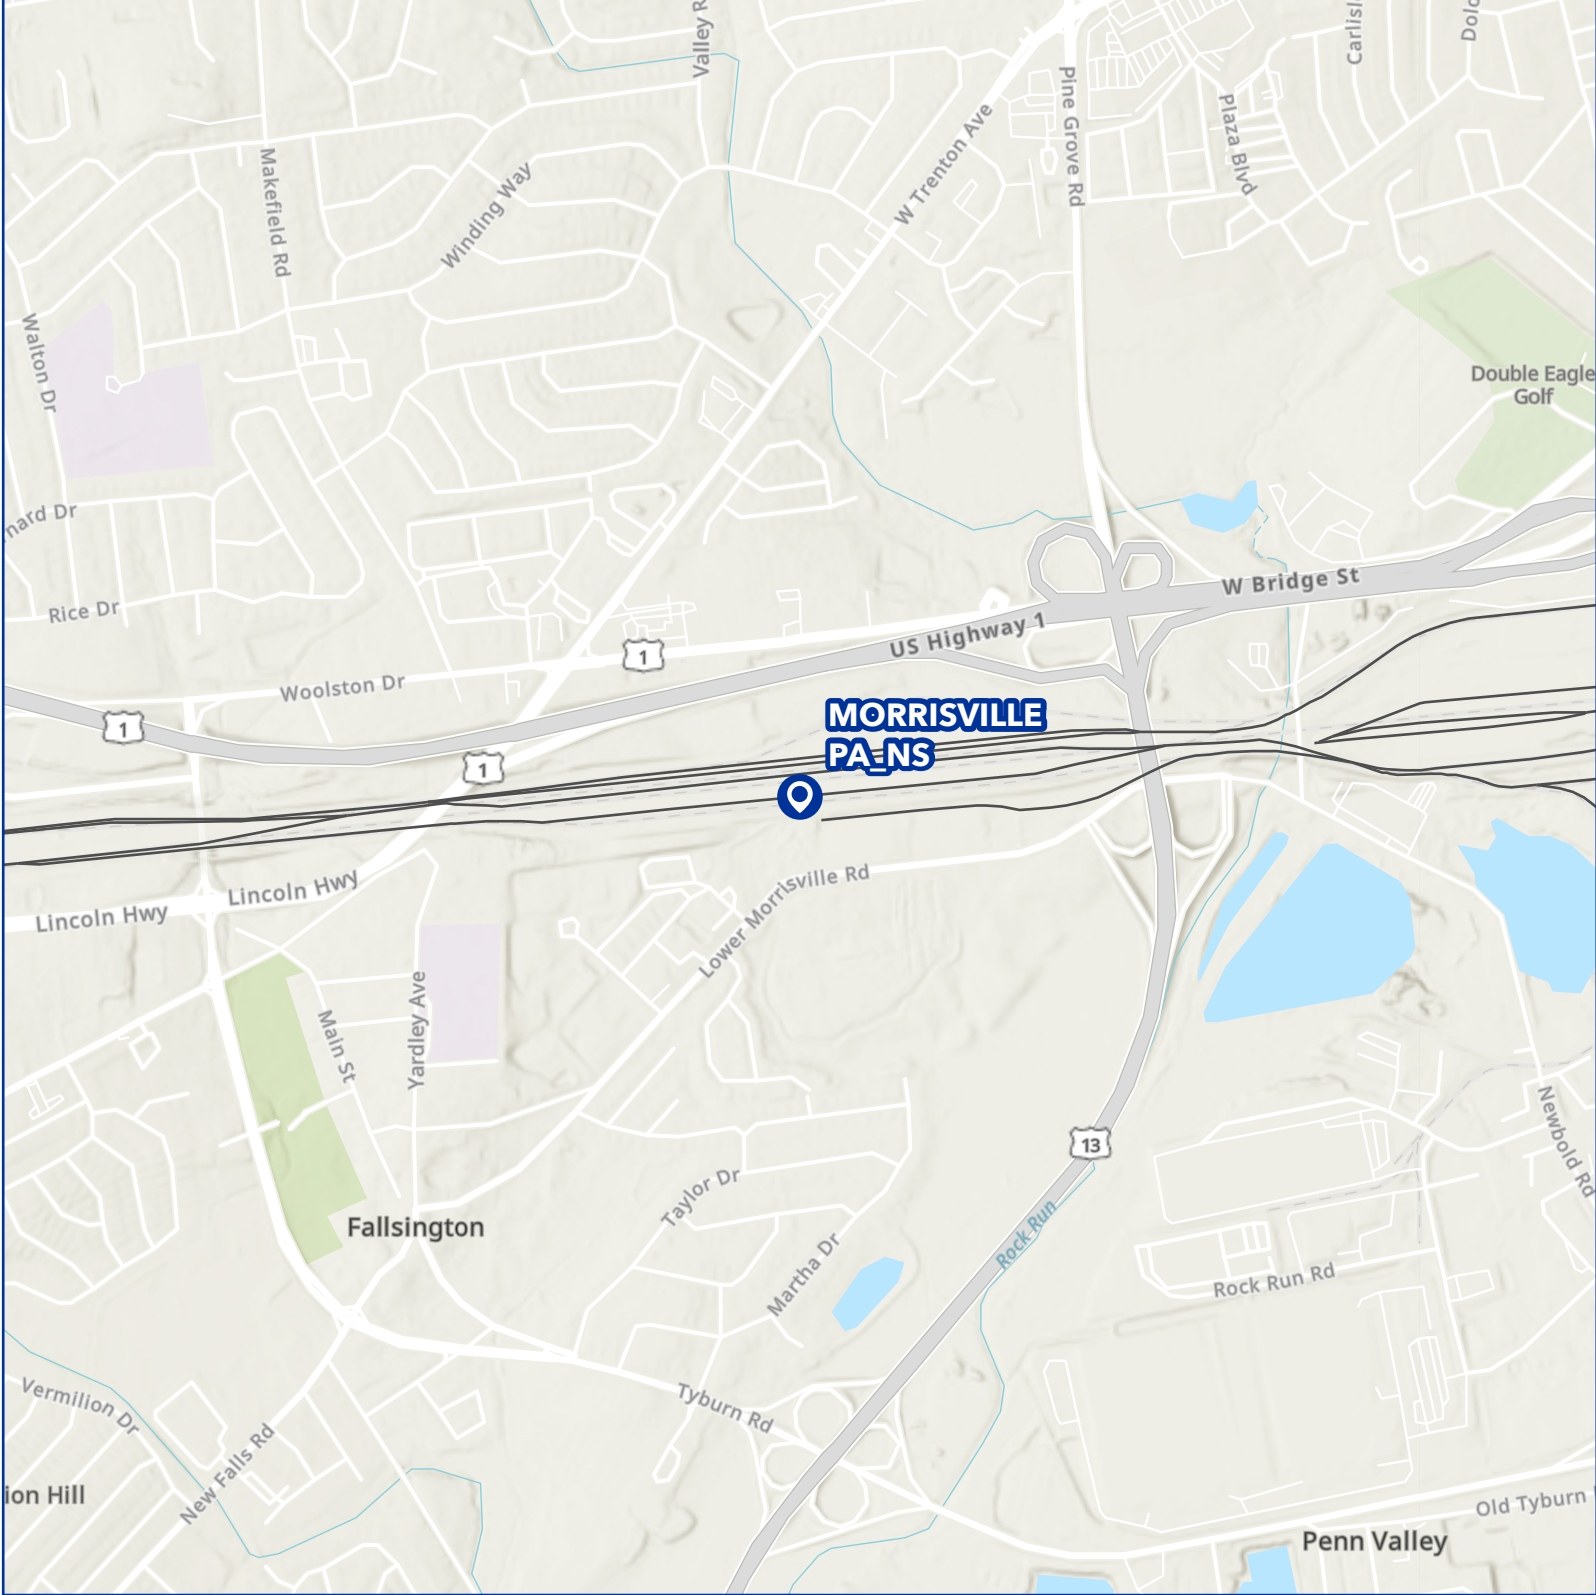 Valley R
Carlisl
Dolo
Pine Grove Rd
Plaza Blvd
W Trenton Ave
Makefield Rd
Winding Way
Walton Dr
Double Eagle
Golf
nard Dr
Rice Dr
W Bridge St
US Highway 1
1
Woolston Dr
1
1
MORRISVILLE
PA_NS
Lincoln Hwy
Lincoln Hwy
Lower Morrisville Rd
Yardley Ave
Main St
Newbold Rd
13
Taylor Dr
Fallsington
Martha Dr
Rock Run
Rock Run Rd
Vermilion Dr
Tyburn Rd
New Falls Rd
ion Hill
Old Tyburn
Penn Valley